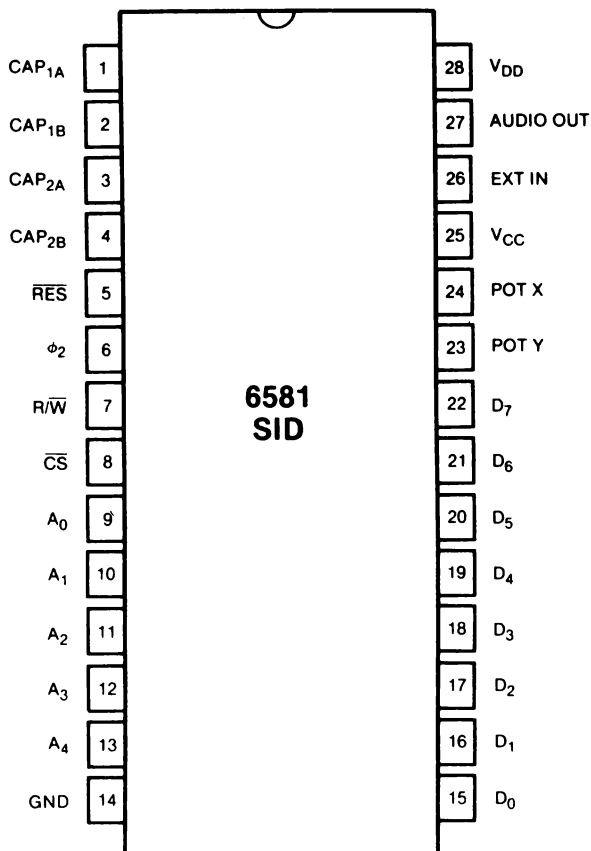 CAP1A 1 28 VDD
CAP1B 2 27 AUDIO OUT
CAP2A 3 26 EXT IN
CAP2B 4 25 VCC
R̅E̅S̅ 5 24 POT X
ϕ2 6 23 POT Y
R/W̅ 7 22 D7
C̅S̅ 8 21 D6
A0 9 20 D5
A1 10 19 D4
A2 11 18 D3
A3 12 17 D2
A4 13 16 D1
GND 14 15 D0
6581
SID